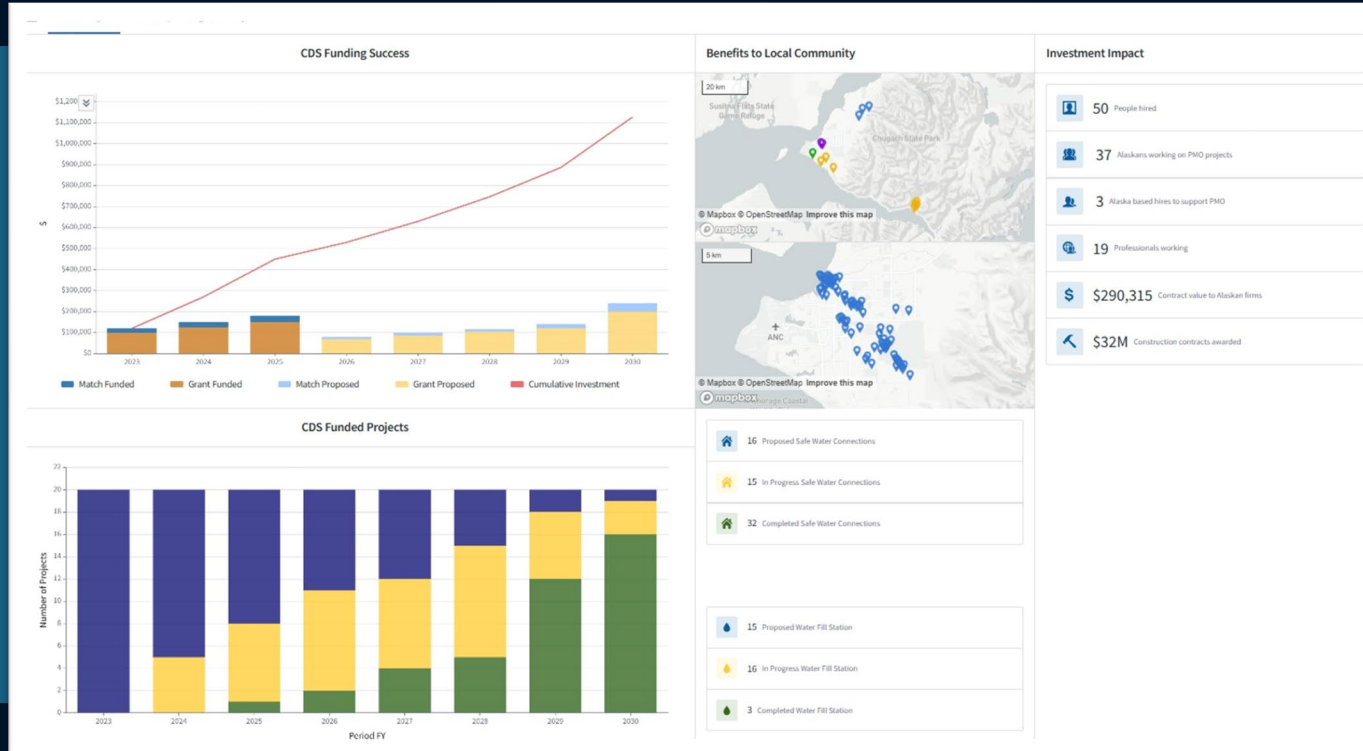 CDS Funding Success
$1,200
$1,100,000
$1,000,000
$900,000
$800,000
$700,000
$600,000
$500,000
$400,000
$300,000
$200,000
$100,000
$0
$
2023 2024 2025 2026 2027 2028 2029 2030
Match Funded Grant Funded Match Proposed Grant Proposed Cumulative Investment
CDS Funded Projects
22
20
18
16
14
12
10
8
6
4
2
0
Number of Projects
2023 2024 2025 2026 2027 2028 2029 2030
Period FY
Benefits to Local Community
20 km
Susitna Flats State
Game Refuge
Chugach State Park
© Mapbox © OpenStreetMap Improve this map
mapbox
5 km
ANC
© Mapbox © OpenStreetMap Improve this map
mapbox
Coastal
16 Proposed Safe Water Connections
15 In Progress Safe Water Connections
32 Completed Safe Water Connections
15 Proposed Water Fill Station
16 In Progress Water Fill Station
3 Completed Water Fill Station
Investment Impact
50 People hired
37 Alaskans working on PMO projects
3 Alaska based hires to support PMO
19 Professionals working
$290,315 Contract value to Alaskan firms
$32M Construction contracts awarded